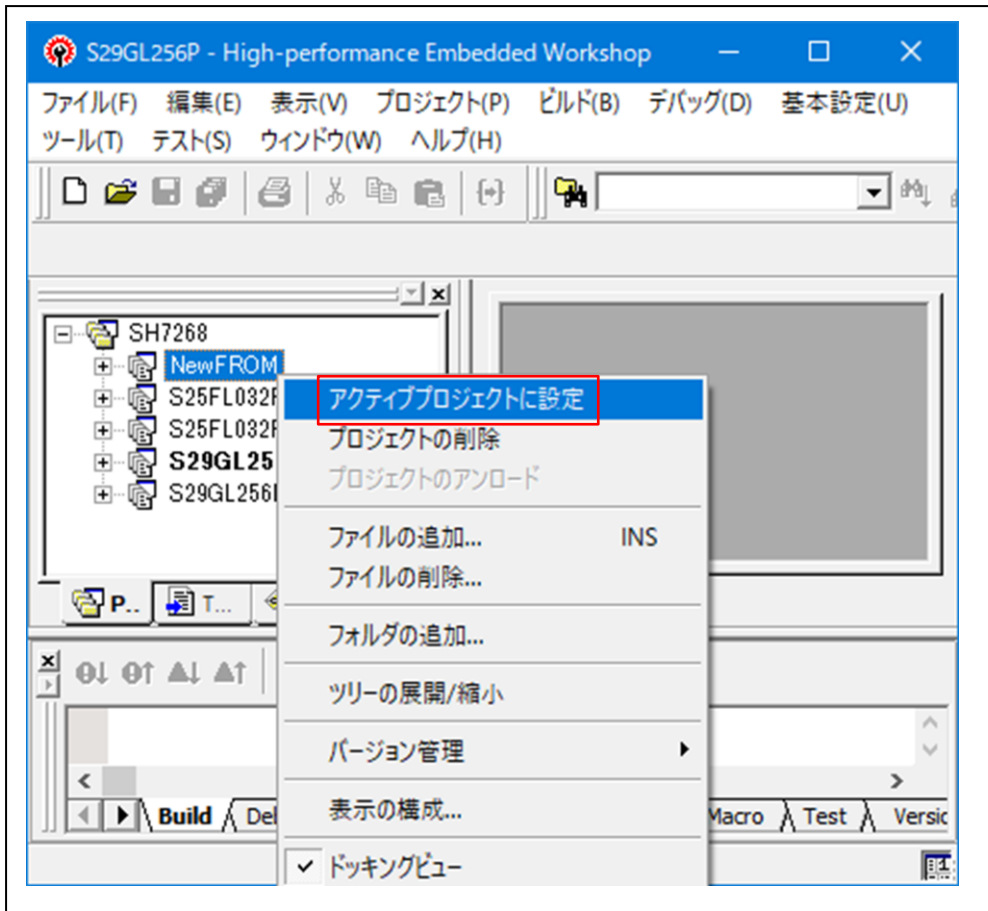 S29GL256P - High-performance Embedded Workshop
ファイル(F) 編集(E) 表示(V) プロジェクト(P) ビルド(B) デバッグ(D) 基本設定(U)
ツール(T) テスト(S) ウィンドウ(W) ヘルプ(H)
SH7268
NewFROM
S25FL032
S25FL032
S29GL25
S29GL256
アクティブプロジェクトに設定
プロジェクトの削除
プロジェクトのアンロード
ファイルの追加... INS
ファイルの削除...
フォルダの追加...
ツリーの展開/縮小
バージョン管理
表示の構成...
ドッキングビュー
P.. T...
Build De Macro Test Versic